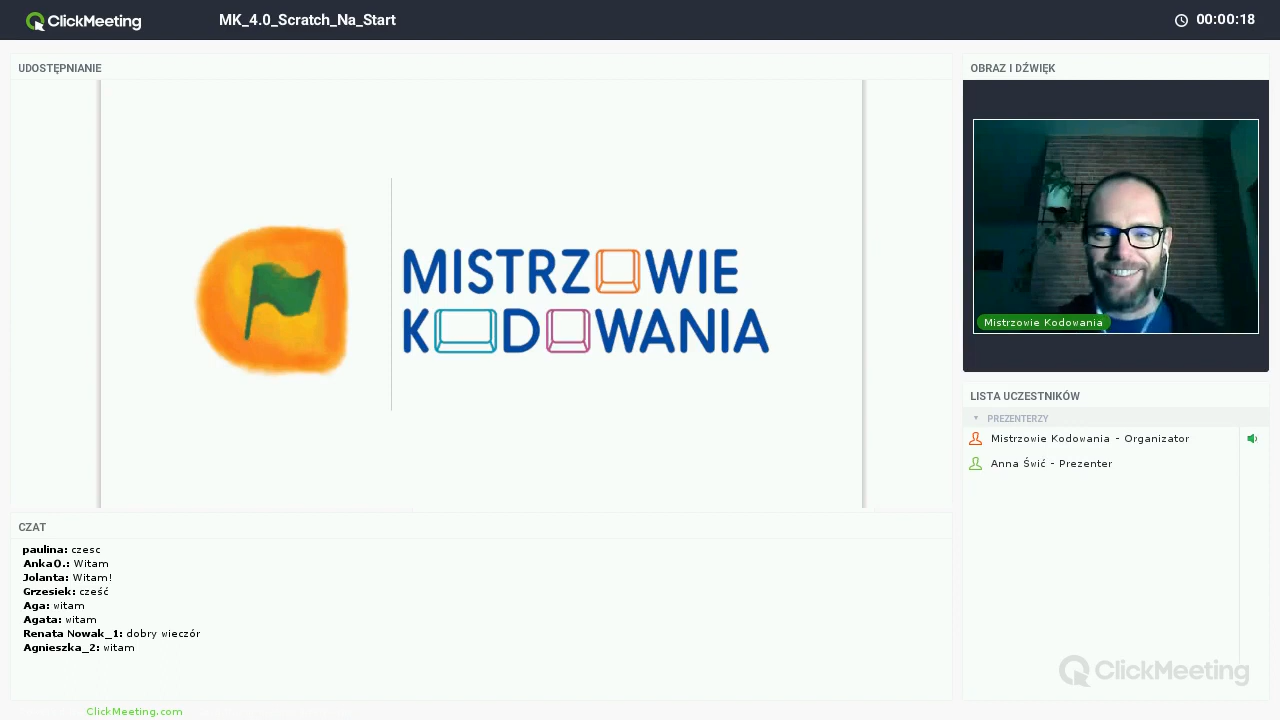 ClickMeeting
MK_4.0_Scratch_Na_Start
00:00:18
UDOSTĘPNIANIE
MISTRZOWIE
KODOWANIA
OBRAZ I DŹWIĘK
Mistrzowie Kodowania
LISTA UCZESTNIKÓW
PREZENTERZY
Mistrzowie Kodowania - Organizator
Anna Świć - Prezenter
CZAT
paulina: czesc
AnkaO.: Witam
Jolanta: Witam!
Grzesiek: cześć
Aga: witam
Agata: witam
Renata Nowak_1: dobry wieczór
Agnieszka_2: witam
ClickMeeting
ClickMeeting.com